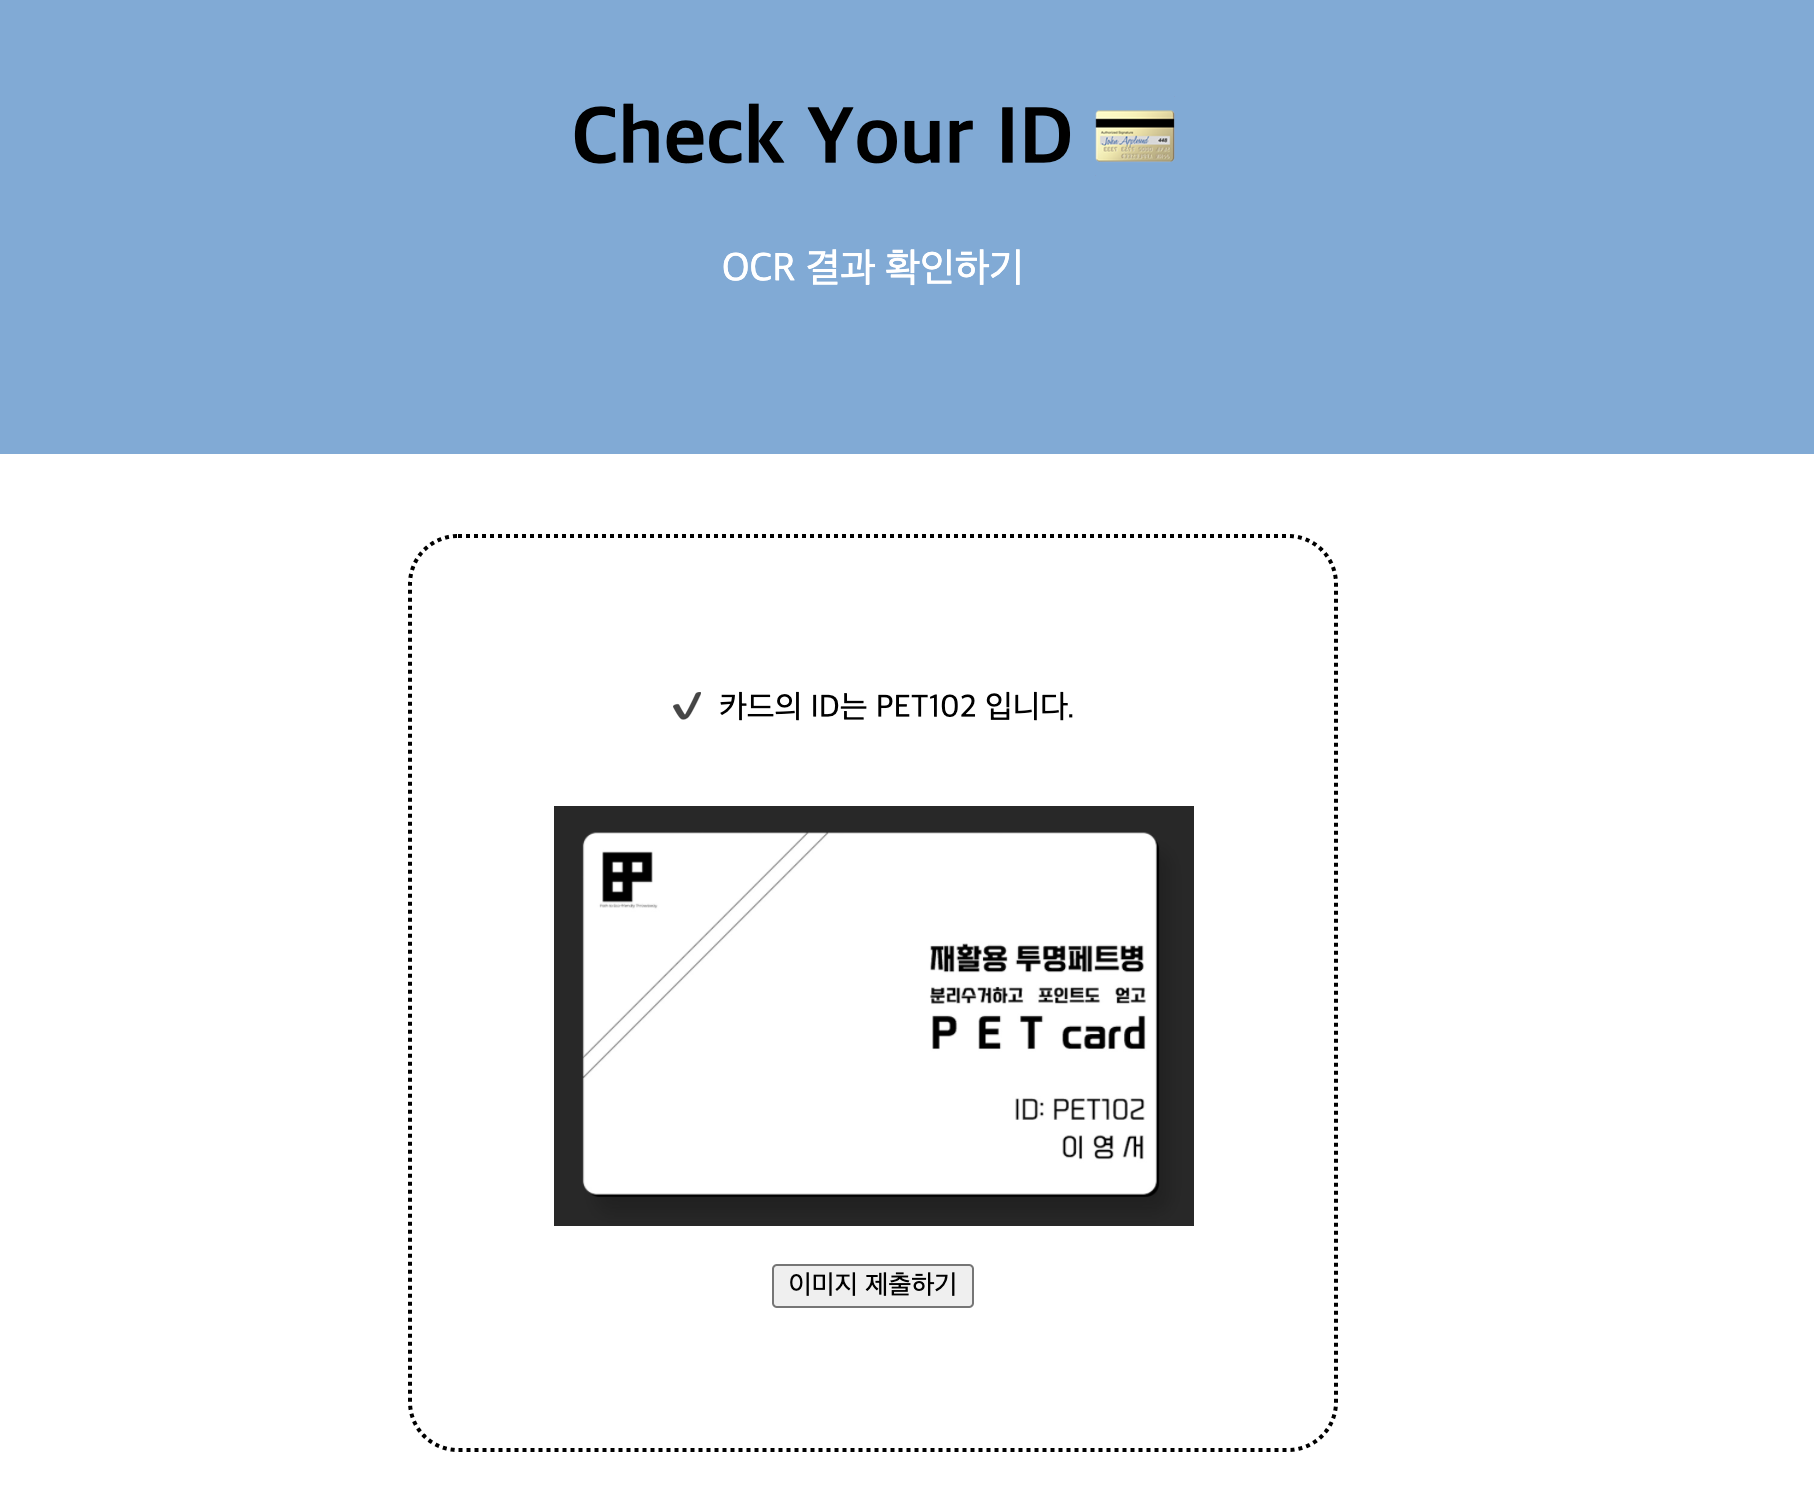 Check Your ID
OCR 결과 확인하기
✔ 카드의 ID는 PET102 입니다.
EP
재활용 투명페트병
분리수거하고 포인트도 얻고
P E T card
ID: PET102
이 영 서
이미지 제출하기